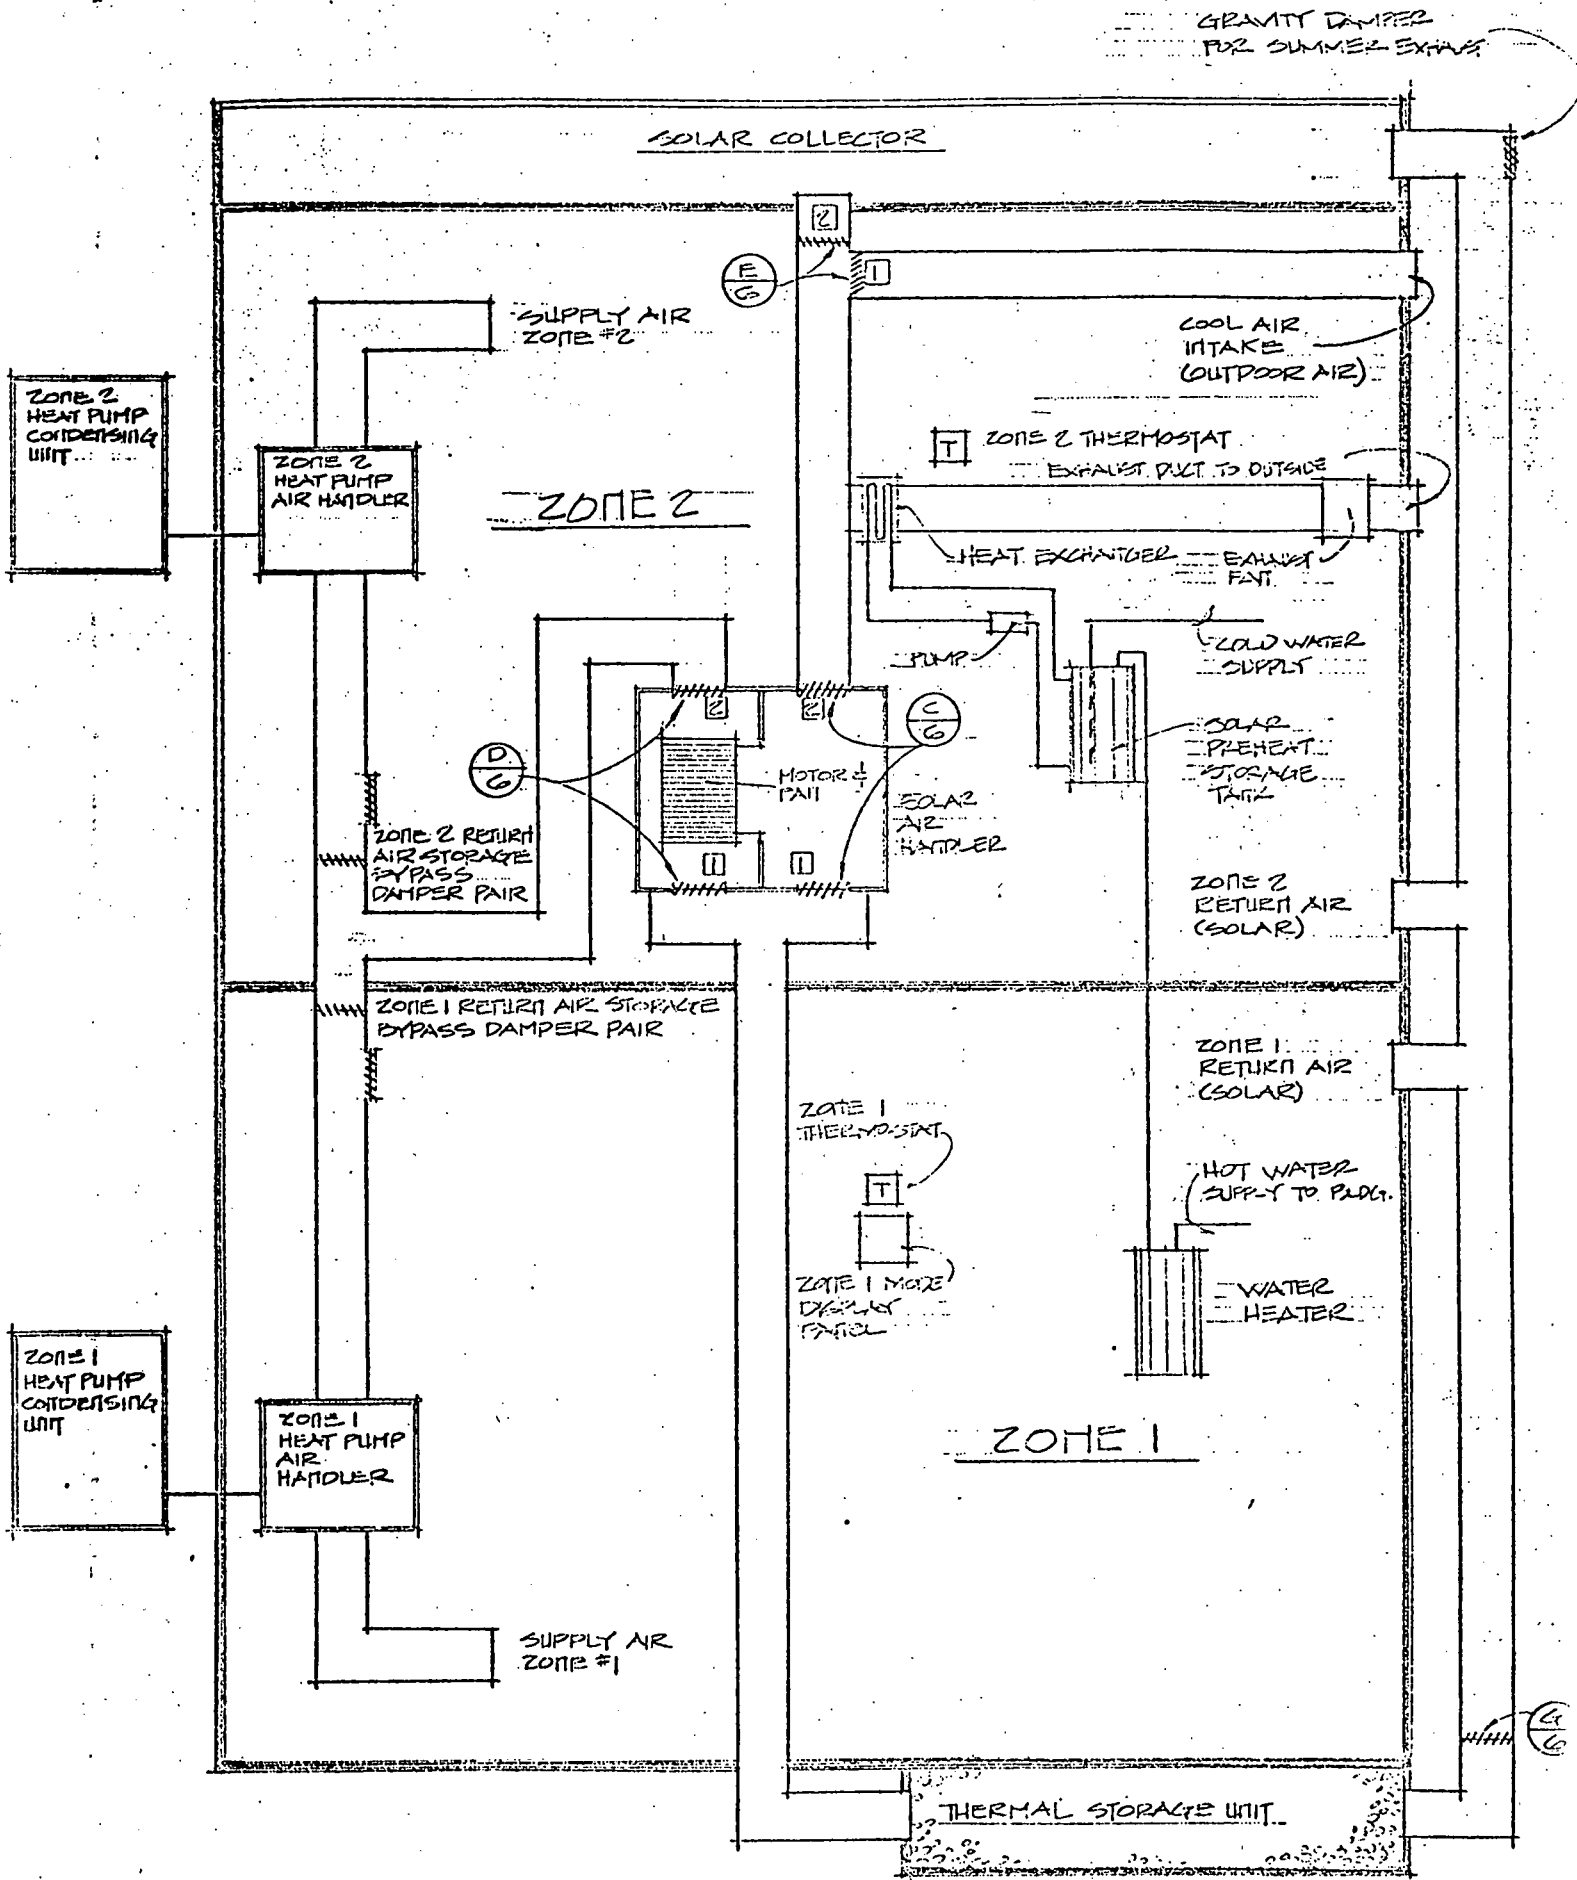 GRAVITY DAMPER
FOR SUMMER EXHAUS
SOLAR COLLECTOR
2
E
6
1
SUPPLY AIR
ZONE #2
COOL AIR
INTAKE
(OUTDOOR AIR)
ZONE 2
HEAT PUMP
CONDENSING
UNIT
T ZONE 2 THERMOSTAT
EXHAUST DUCT TO OUTSIDE
ZONE 2
HEAT PUMP
AIR HANDLER
ZONE 2
HEAT EXCHANGER
EXHAUST
FAN
PUMP
COLD WATER
SUPPLY
2
2
C
6
D
6
MOTOR &
FAN
SOLAR
PREHEAT
STORAGE
TANK
SOLAR
AIR
HANDLER
ZONE 2 RETURN
AIR STORAGE
BYPASS
DAMPER PAIR
1
1
ZONE 2
RETURN AIR
(SOLAR)
ZONE 1 RETURN AIR STORAGE
BYPASS DAMPER PAIR
ZONE 1
RETURN AIR
(SOLAR)
ZONE 1
THERMOSTAT
T
HOT WATER
SUPPLY TO BLDG.
ZONE 1 MODE
DISPLAY
PANEL
WATER
HEATER
ZONE 1
HEAT PUMP
CONDENSING
UNIT
ZONE 1
HEAT PUMP
AIR
HANDLER
ZONE 1
SUPPLY AIR
ZONE #1
G
6
THERMAL STORAGE UNIT